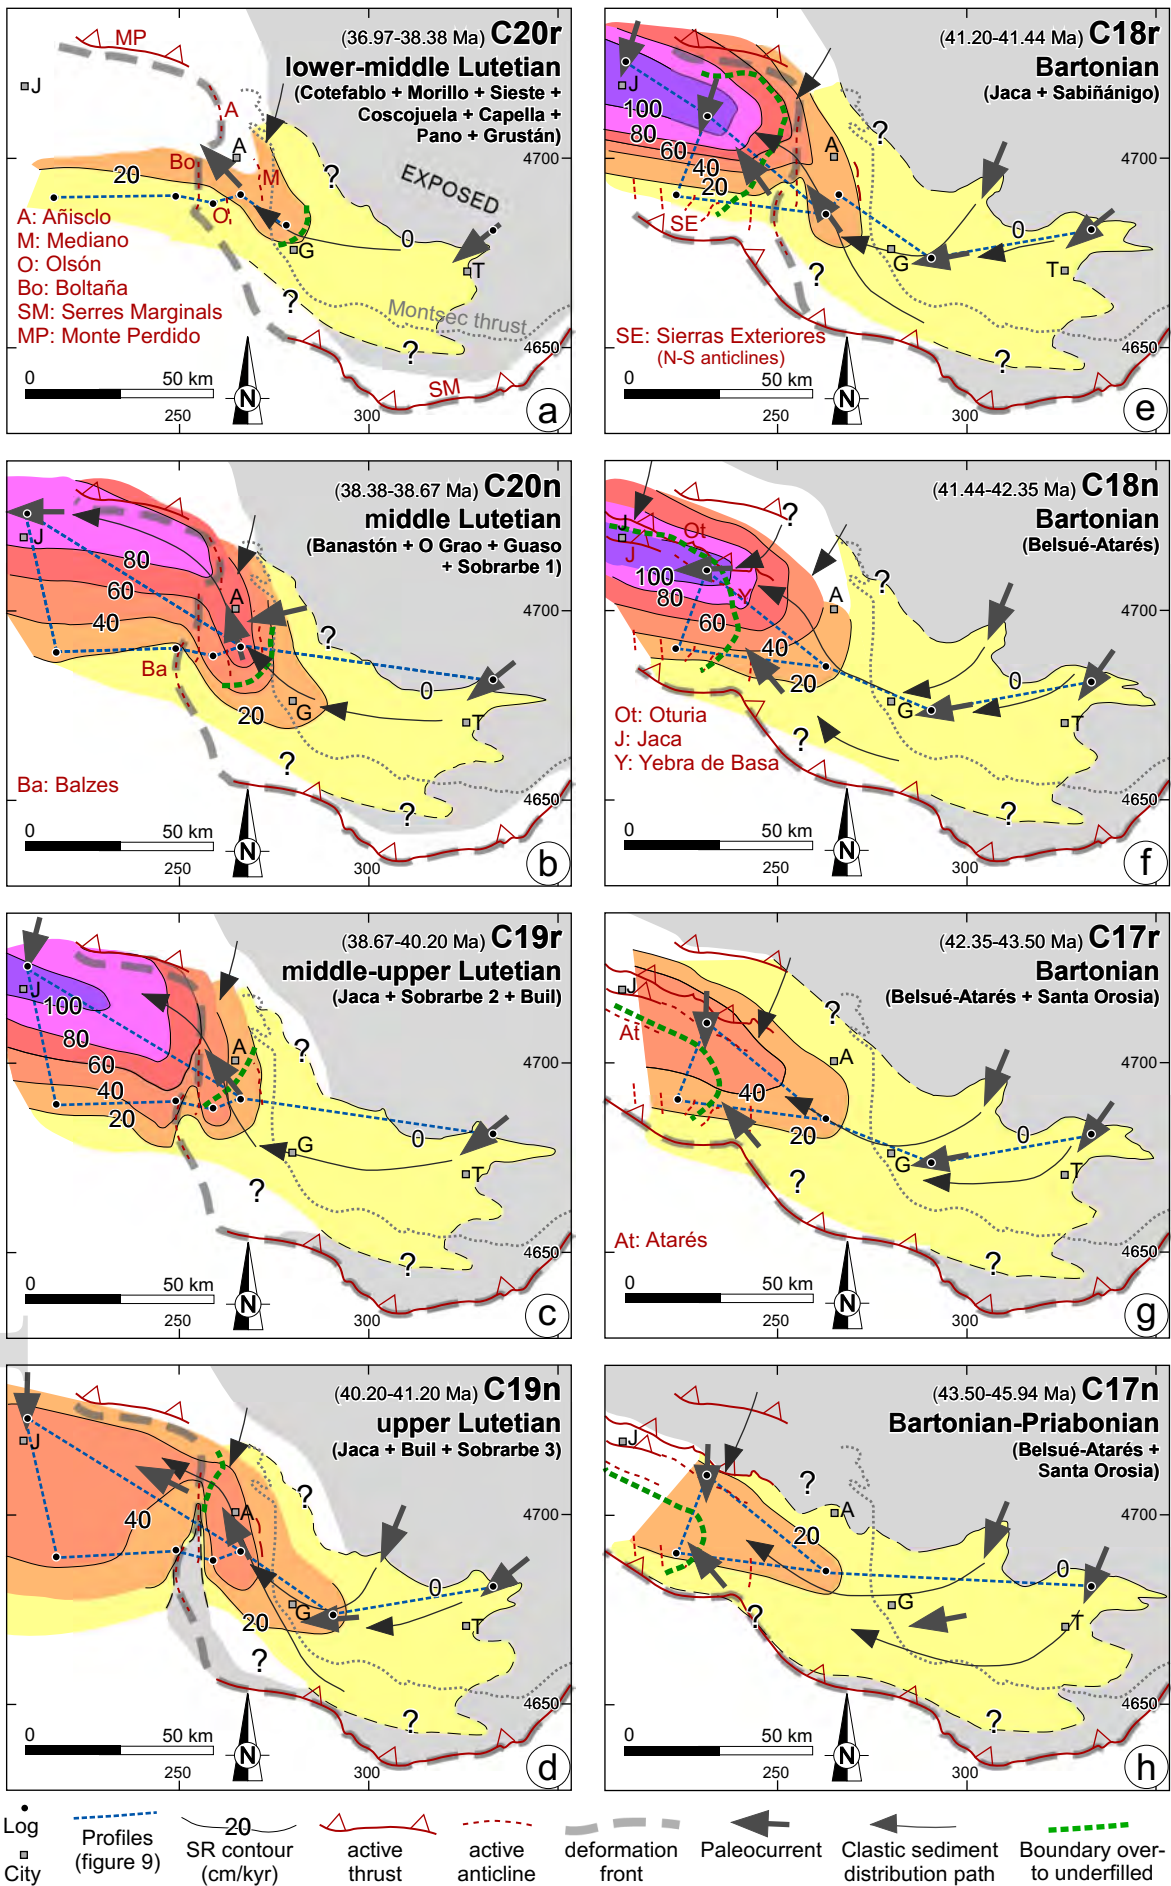 (36.97-38.38 Ma) C20r
lower-middle Lutetian
(Cotefablo + Morillo + Sieste +
Coscojuela + Capella +
Pano + Grustán)
MP
J
A
A
Bo
M
O
20
?
EXPOSED
4700
0
G
T
?
Montsec thrust
?
4650
SM
A: Añisclo
M: Mediano
O: Olsón
Bo: Boltaña
SM: Serres Marginals
MP: Monte Perdido
0 50 km
N
250 300
a
(41.20-41.44 Ma) C18r
Bartonian
(Jaca + Sabiñánigo)
J
100
80
60
40
20
A
?
4700
SE
0
G
T
?
?
4650
SE: Sierras Exteriores
(N-S anticlines)
0 50 km
N
250 300
e
(38.38-38.67 Ma) C20n
middle Lutetian
(Banastón + O Grao + Guaso
+ Sobrarbe 1)
J
80
60
40
A
4700
?
Ba
0
20
G
T
?
?
4650
Ba: Balzes
0 50 km
N
250 300
b
(41.44-42.35 Ma) C18n
Bartonian
(Belsué-Atarés)
J
J
Ot
?
?
100
80
Y
A
4700
60
40
20
0
G
T
?
?
4650
Ot: Oturia
J: Jaca
Y: Yebra de Basa
0 50 km
N
250 300
f
(38.67-40.20 Ma) C19r
middle-upper Lutetian
(Jaca + Sobrarbe 2 + Buil)
J
100
80
60
40
20
A
?
4700
0
G
T
?
?
4650
0 50 km
N
250 300
c
(42.35-43.50 Ma) C17r
Bartonian
(Belsué-Atarés + Santa Orosia)
J
?
At
A
4700
40
20
0
G
T
?
?
4650
At: Atarés
0 50 km
N
250 300
g
(40.20-41.20 Ma) C19n
upper Lutetian
(Jaca + Buil + Sobrarbe 3)
J
?
40
A
4700
0
20
G
T
?
?
4650
0 50 km
N
250 300
d
(43.50-45.94 Ma) C17n
Bartonian-Priabonian
(Belsué-Atarés +
Santa Orosia)
J
?
A
4700
20
0
G
T
?
?
4650
0 50 km
N
250 300
h
Log
City
Profiles
(figure 9)
20
SR contour
(cm/kyr)
active
thrust
active
anticline
deformation
front
Paleocurrent
Clastic sediment
distribution path
Boundary over-
to underfilled